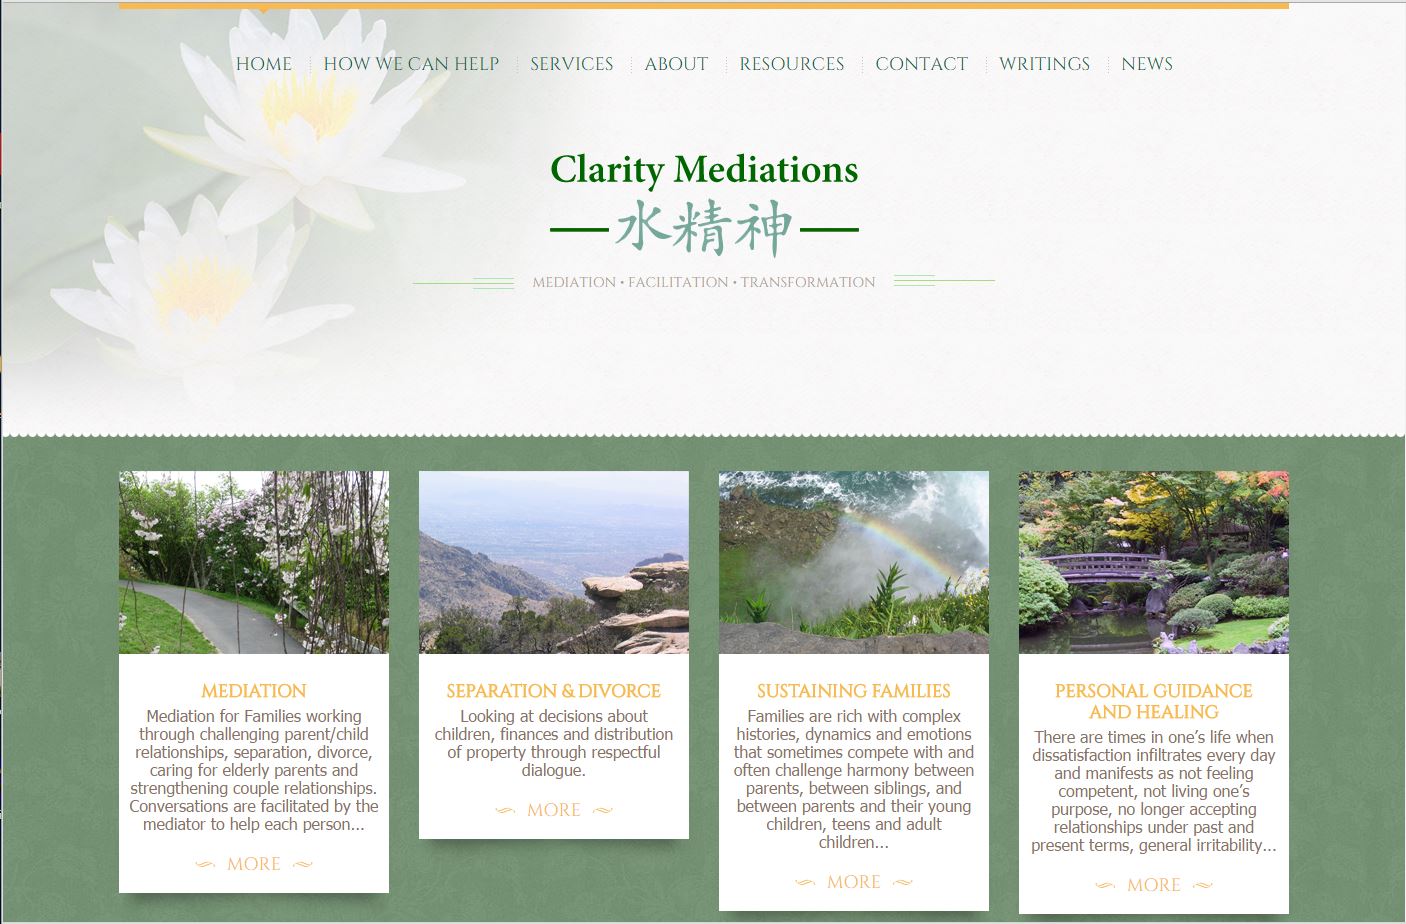 HOME HOW WE CAN HELP SERVICES ABOUT RESOURCES CONTACT WRITINGS NEWS
Clarity Mediations
水精神
MEDIATION • FACILITATION • TRANSFORMATION
MEDIATION
Mediation for Families working
through challenging parent/child
relationships, separation, divorce,
caring for elderly parents and
strengthening couple relationships.
Conversations are facilitated by the
mediator to help each person...
MORE
SEPARATION & DIVORCE
Looking at decisions about
children, finances and distribution
of property through respectful
dialogue.
MORE
SUSTAINING FAMILIES
Families are rich with complex
histories, dynamics and emotions
that sometimes compete with and
often challenge harmony between
parents, between siblings, and
between parents and their young
children, teens and adult
children...
MORE
PERSONAL GUIDANCE
AND HEALING
There are times in one’s life when
dissatisfaction infiltrates every day
and manifests as not feeling
competent, not living one’s
purpose, no longer accepting
relationships under past and
present terms, general irritability...
MORE